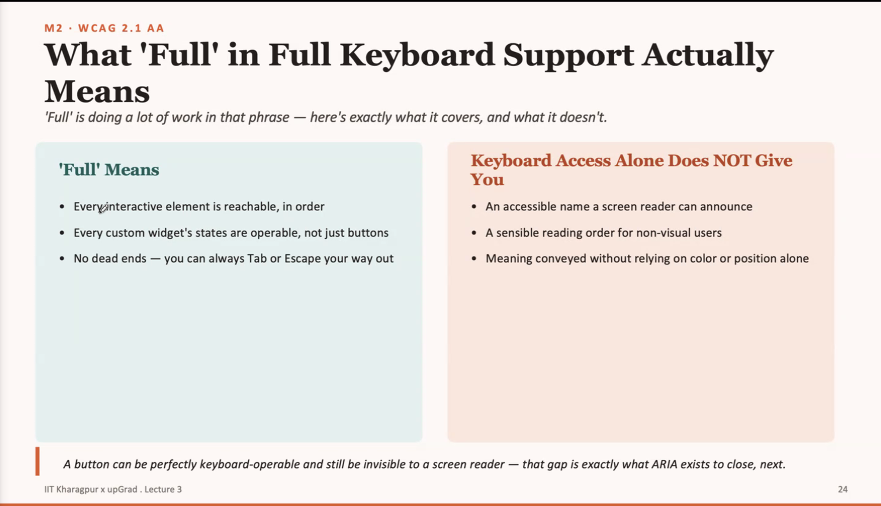 M2 · WCAG 2.1 AA
What 'Full' in Full Keyboard Support Actually
Means
'Full' is doing a lot of work in that phrase — here's exactly what it covers, and what it doesn't.
'Full' Means
• Every interactive element is reachable, in order
• Every custom widget's states are operable, not just buttons
• No dead ends — you can always Tab or Escape your way out
Keyboard Access Alone Does NOT Give
You
• An accessible name a screen reader can announce
• A sensible reading order for non-visual users
• Meaning conveyed without relying on color or position alone
A button can be perfectly keyboard-operable and still be invisible to a screen reader — that gap is exactly what ARIA exists to close, next.
IIT Kharagpur x upGrad . Lecture 3
24